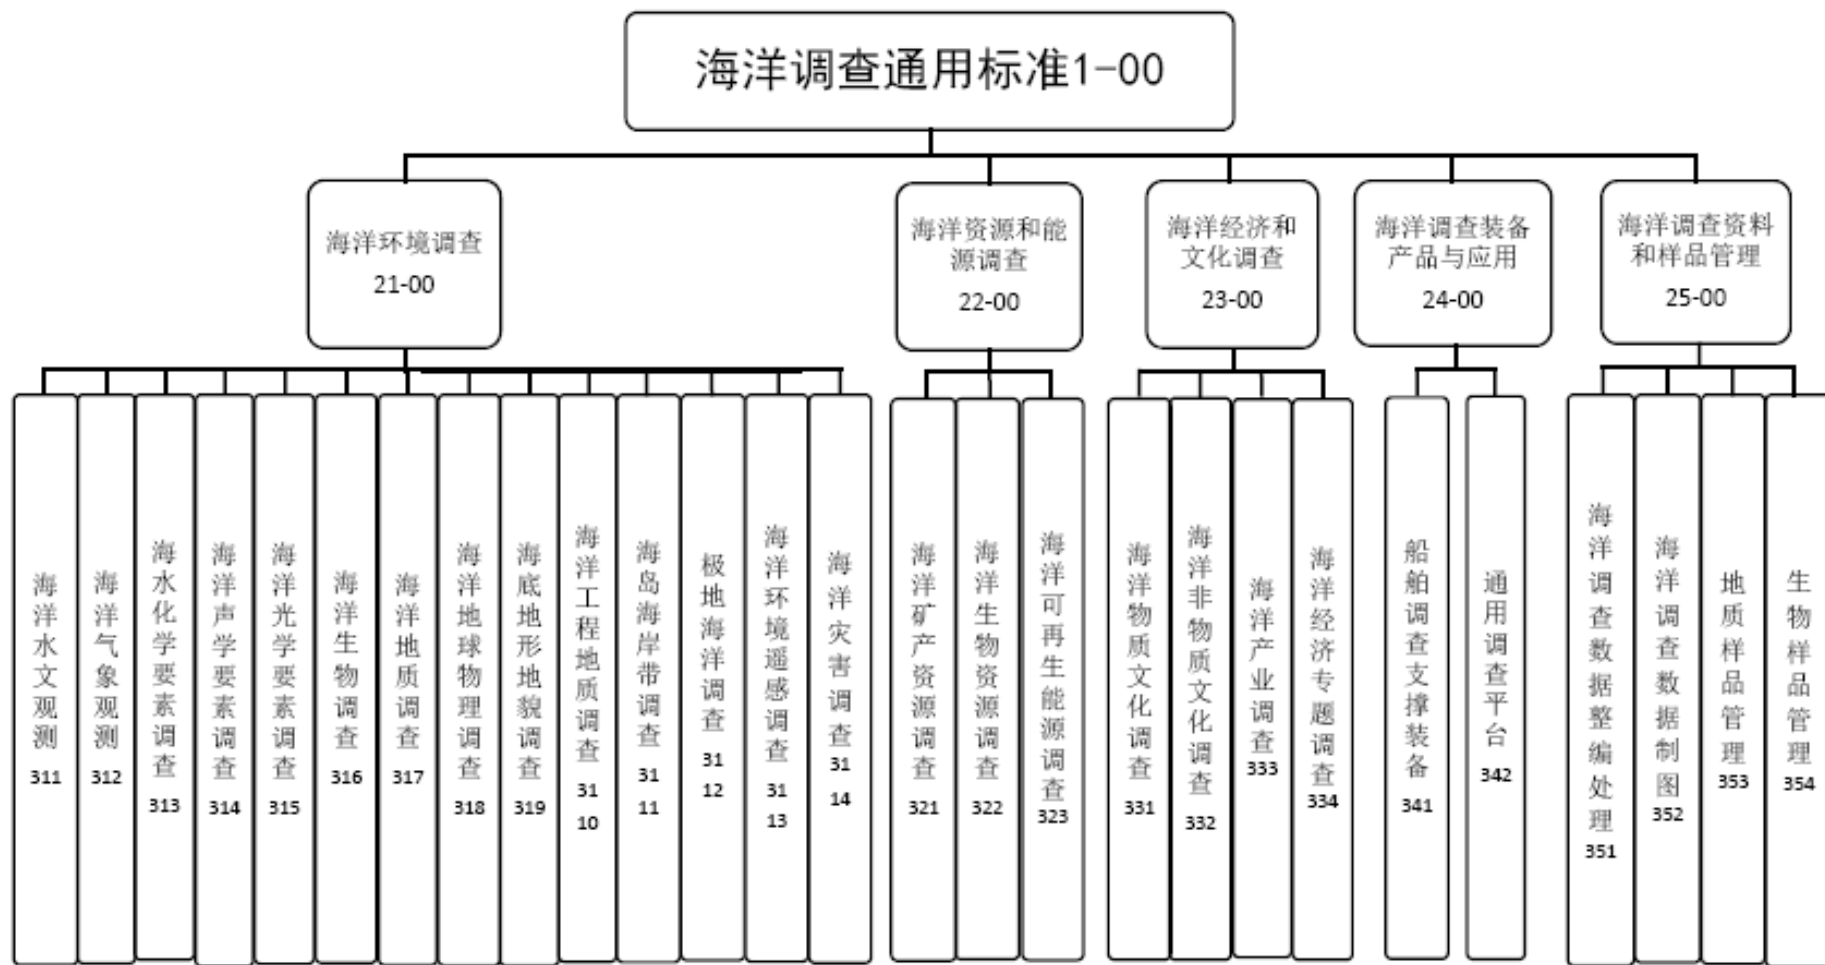 海洋调查通用标准1-00
海洋环境调查
21-00
海洋资源和能
源调查
22-00
海洋经济和
文化调查
23-00
海洋调查装备
产品与应用
24-00
海洋调查资料
和样品管理
25-00
海洋水文观测
311
海洋气象观测
312
海水化学要素调查
313
海洋声学要素调查
314
海洋光学要素调查
315
海洋生物调查
316
海洋地质调查
317
海洋地球物理调查
318
海底地形地貌调查
319
海洋工程地质调查
31
10
海岛海岸带调查
31
11
极地海洋调查
31
12
海洋环境遥感调查
31
13
海洋灾害调查
31
14
海洋矿产资源调查
321
海洋生物资源调查
322
海洋可再生能源调查
323
海洋物质文化调查
331
海洋非物质文化调查
332
海洋产业调查
333
海洋经济专题调查
334
船舶调查支撑装备
341
通用调查平台
342
海洋调查数据整编处理
351
海洋调查数据制图
352
地质样品管理
353
生物样品管理
354